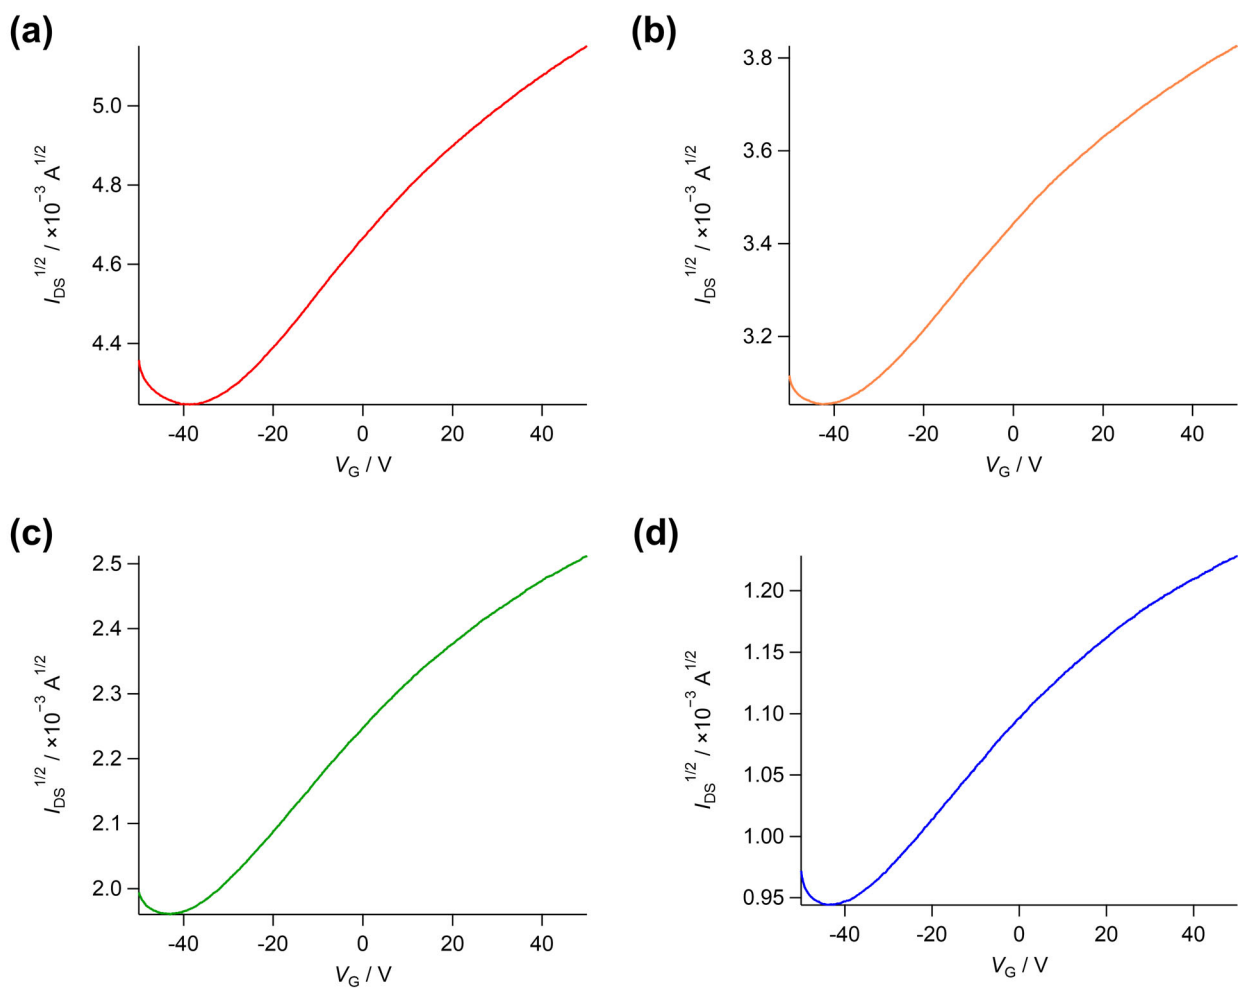 (a)
5.0
4.8
4.6
4.4
I_DS^1/2 / ×10^−3 A^1/2
-40 -20 0 20 40
V_G / V
(b)
3.8
3.6
3.4
3.2
I_DS^1/2 / ×10^−3 A^1/2
-40 -20 0 20 40
V_G / V
(c)
2.5
2.4
2.3
2.2
2.1
2.0
I_DS^1/2 / ×10^−3 A^1/2
-40 -20 0 20 40
V_G / V
(d)
1.20
1.15
1.10
1.05
1.00
0.95
I_DS^1/2 / ×10^−3 A^1/2
-40 -20 0 20 40
V_G / V